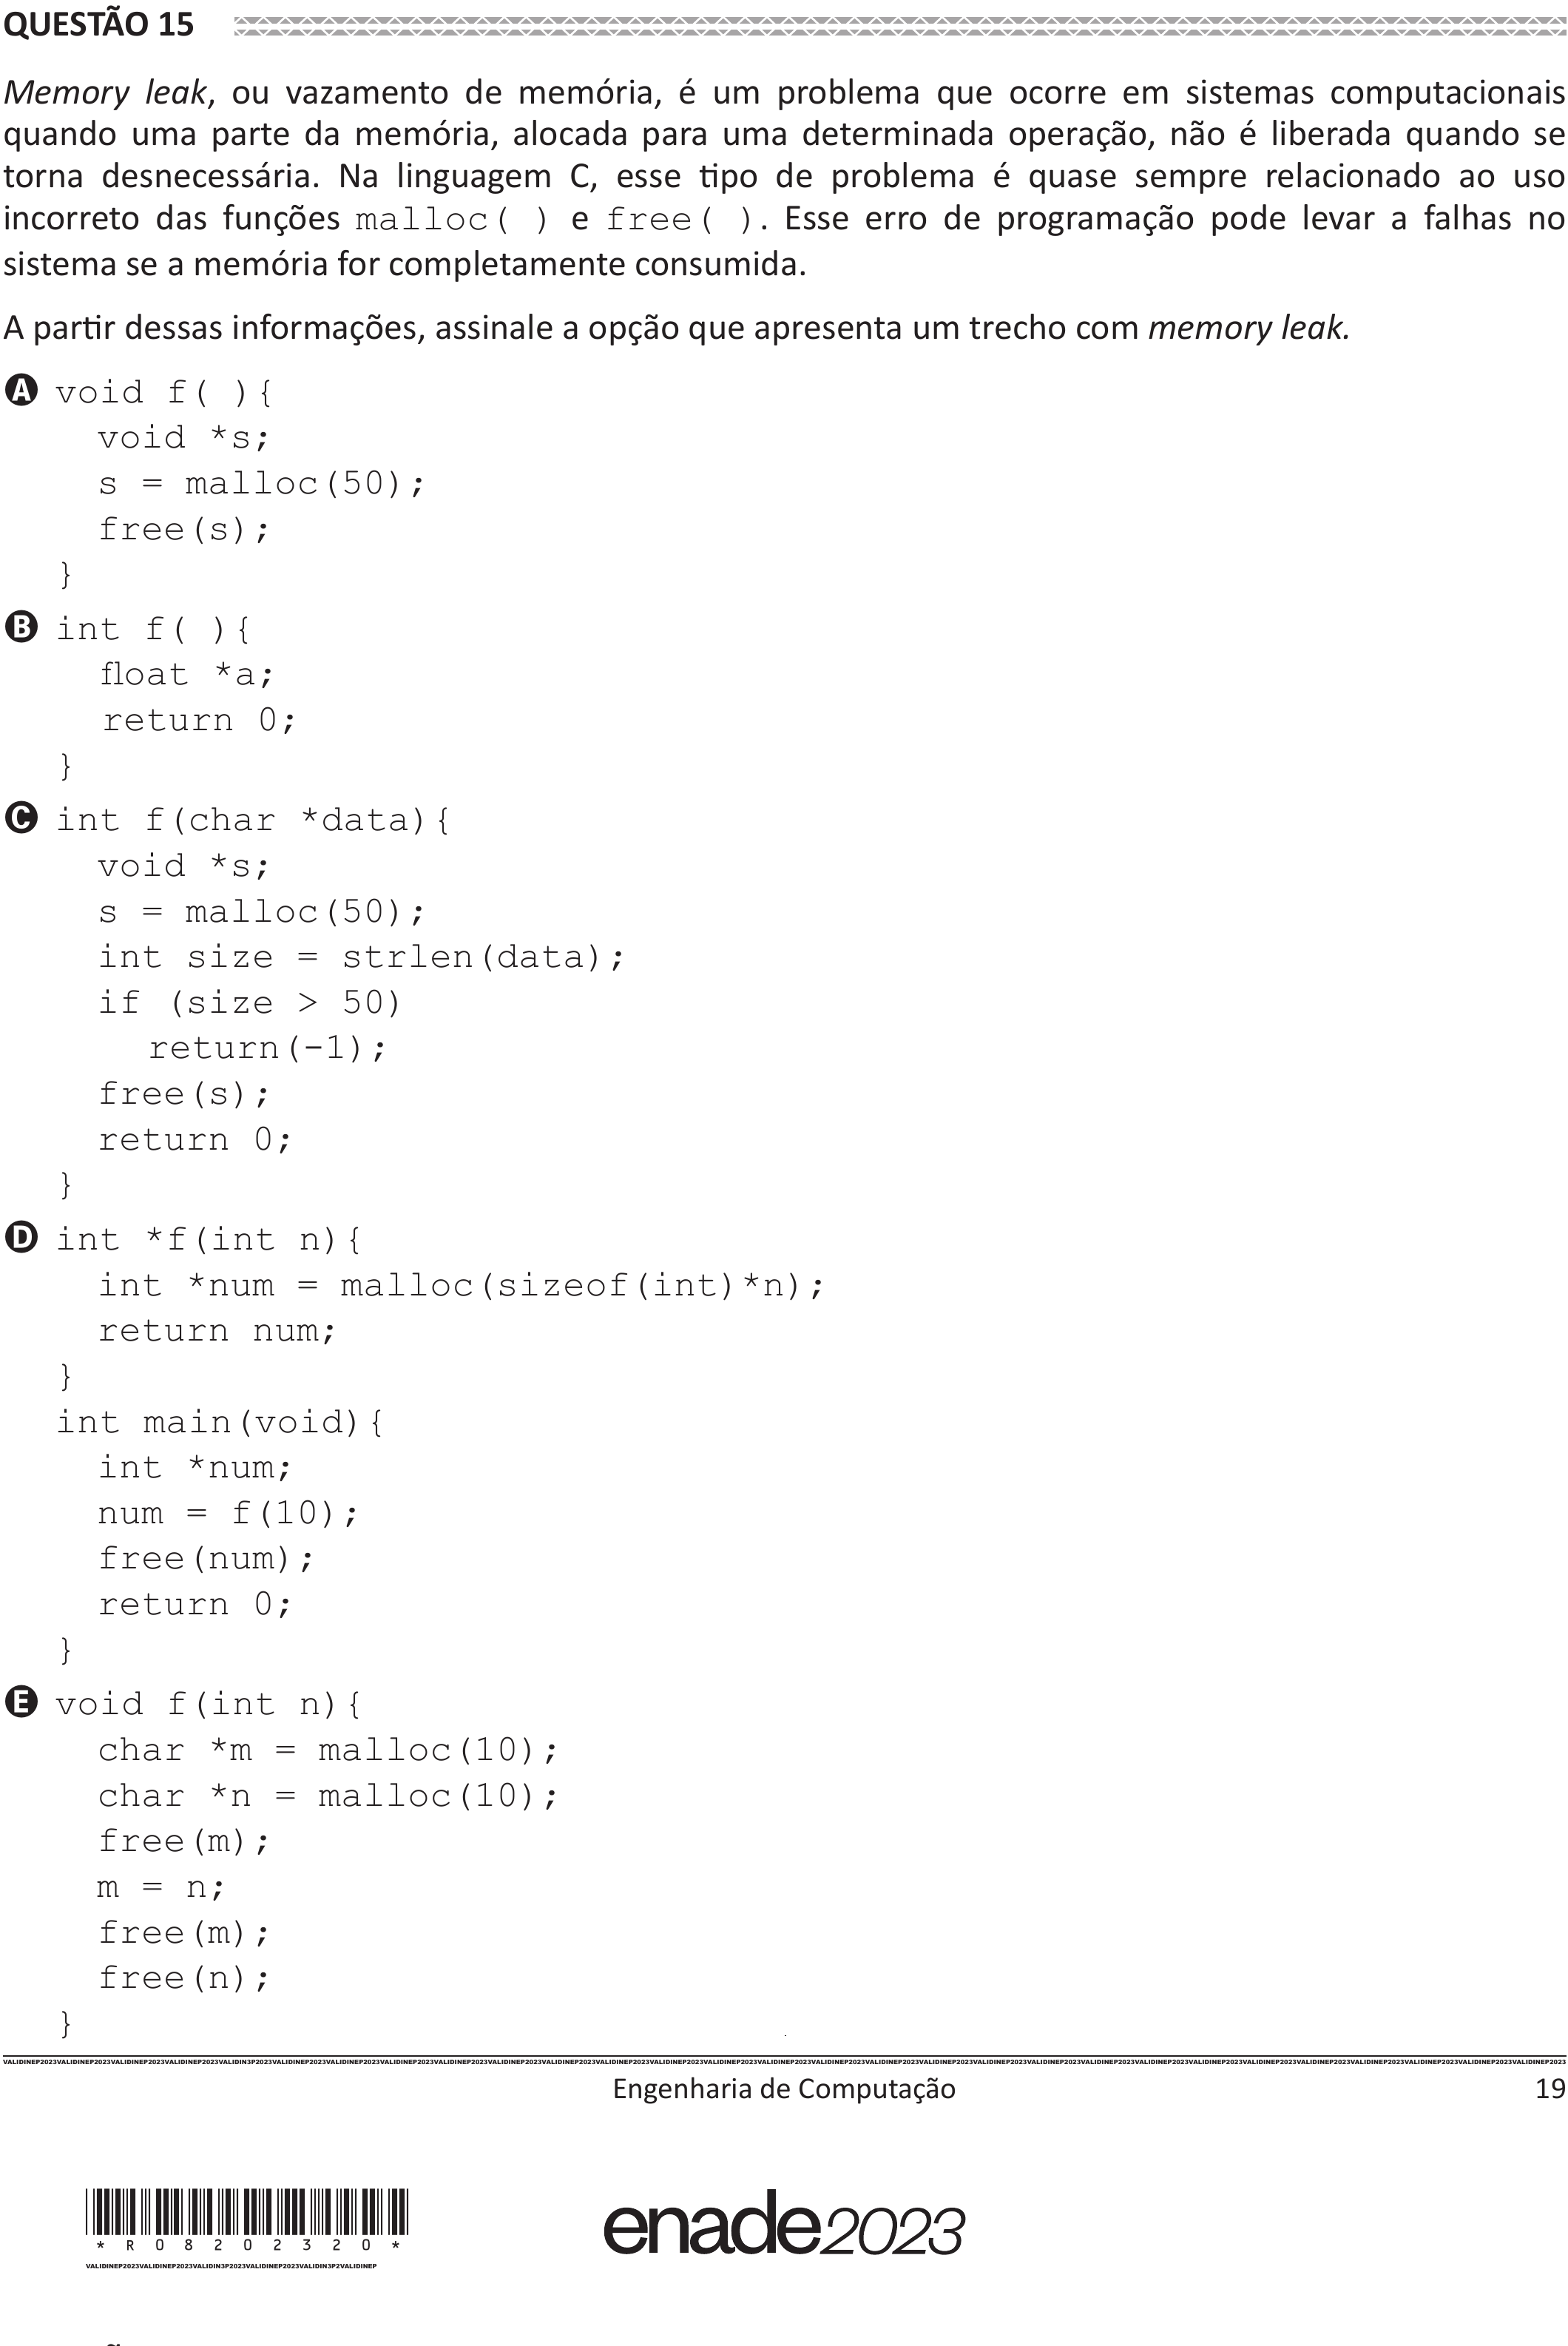 QUESTÃO 15
Memory leak, ou vazamento de memória, é um problema que ocorre em sistemas computacionais
quando uma parte da memória, alocada para uma determinada operação, não é liberada quando se
torna desnecessária. Na linguagem C, esse tipo de problema é quase sempre relacionado ao uso
incorreto das funções malloc( ) e free( ). Esse erro de programação pode levar a falhas no
sistema se a memória for completamente consumida.
A partir dessas informações, assinale a opção que apresenta um trecho com memory leak.
A void f( ){
void *s;
s = malloc(50);
free(s);
}
B int f( ){
float *a;
return 0;
}
C int f(char *data){
void *s;
s = malloc(50);
int size = strlen(data);
if (size > 50)
return(-1);
free(s);
return 0;
}
D int *f(int n){
int *num = malloc(sizeof(int)*n);
return num;
}
int main(void){
int *num;
num = f(10);
free(num);
return 0;
}
E void f(int n){
char *m = malloc(10);
char *n = malloc(10);
free(m);
m = n;
free(m);
free(n);
}
Engenharia de Computação 19
* R 0 8 2 0 2 3 2 0 *
VALIDINEP2023VALIDINEP2023VALIDIN3P2023VALIDINEP2023VALIDIN3P2VALIDINEP
enade2023